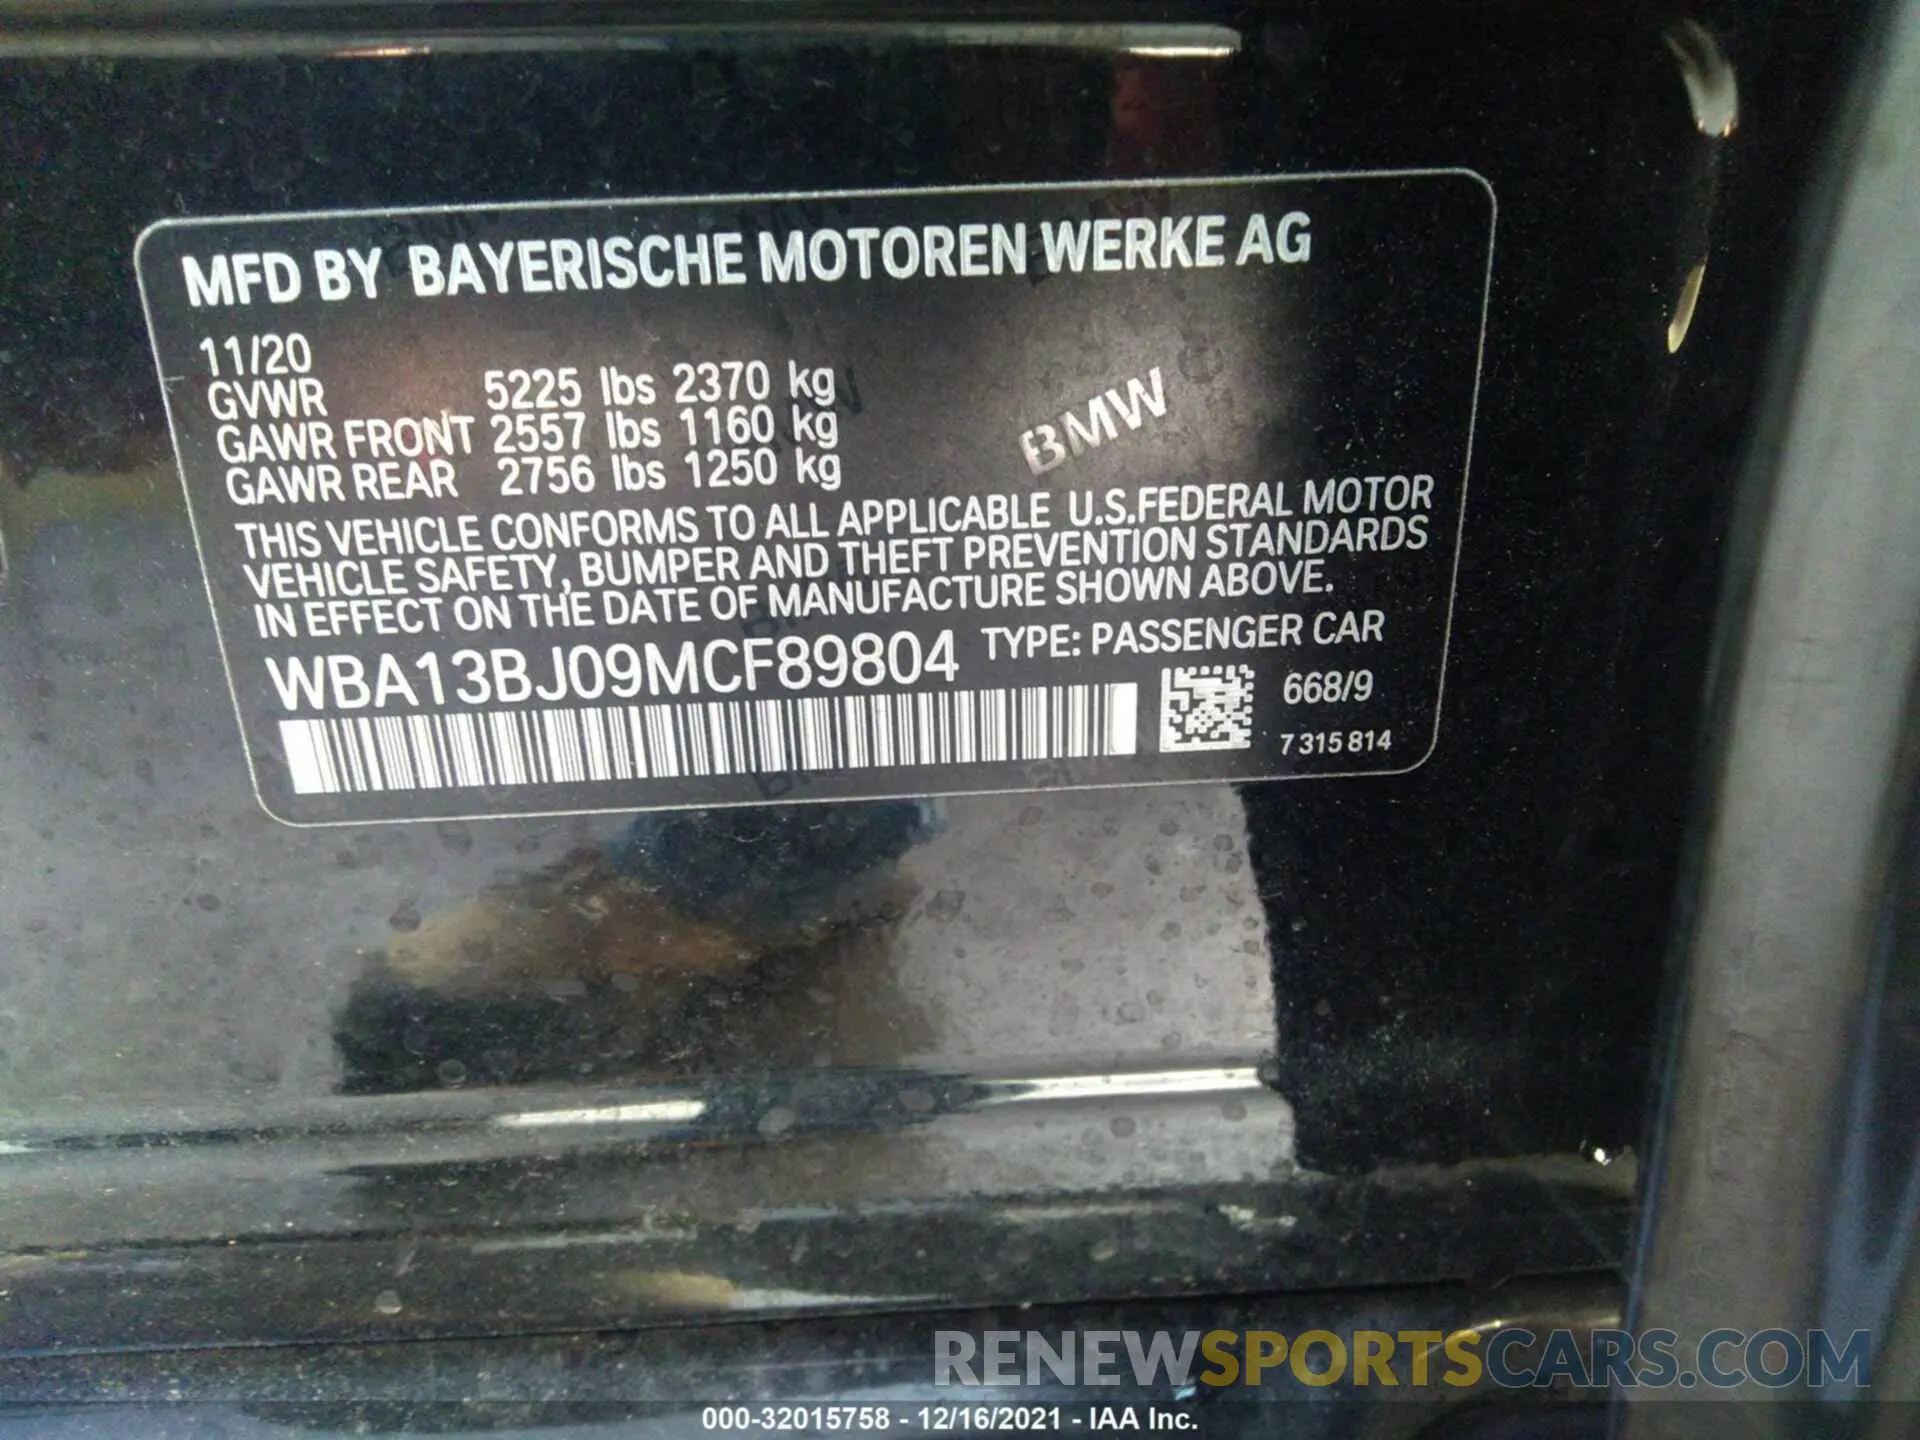 MFD BY BAYERISCHE MOTOREN WERKE AG
11/20
GVWR 5225 lbs 2370 kg
GAWR FRONT 2557 lbs 1160 kg
GAWR REAR 2756 lbs 1250 kg
BMW
THIS VEHICLE CONFORMS TO ALL APPLICABLE U.S.FEDERAL MOTOR
VEHICLE SAFETY, BUMPER AND THEFT PREVENTION STANDARDS
IN EFFECT ON THE DATE OF MANUFACTURE SHOWN ABOVE.
WBA13BJ09MCF89804 TYPE: PASSENGER CAR
668/9
7 315 814
RENEWSPORTSCARS.COM
000-32015758 - 12/16/2021 - IAA Inc.